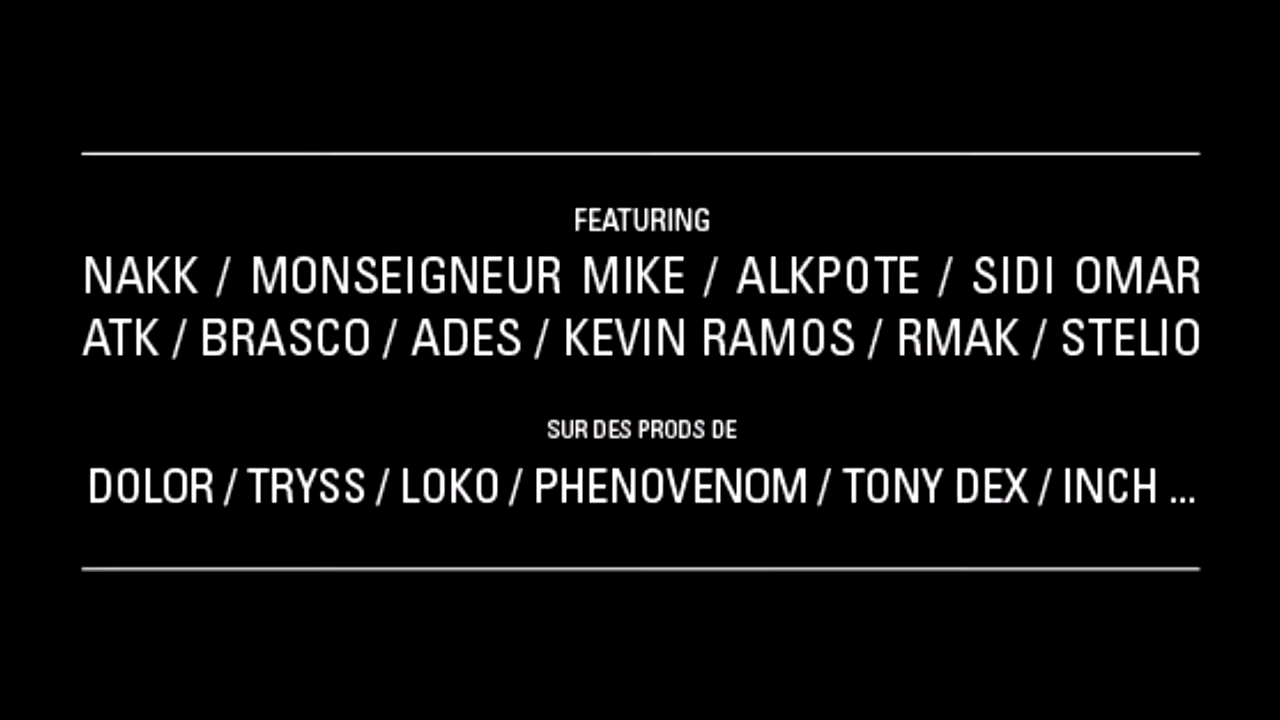 FEATURING
NAKK / MONSEIGNEUR MIKE / ALKPOTE / SIDI OMAR
ATK / BRASCO / ADES / KEVIN RAMOS / RMAK / STELIO
SUR DES PRODS DE
DOLOR / TRYSS / LOKO / PHENOVENOM / TONY DEX / INCH ...